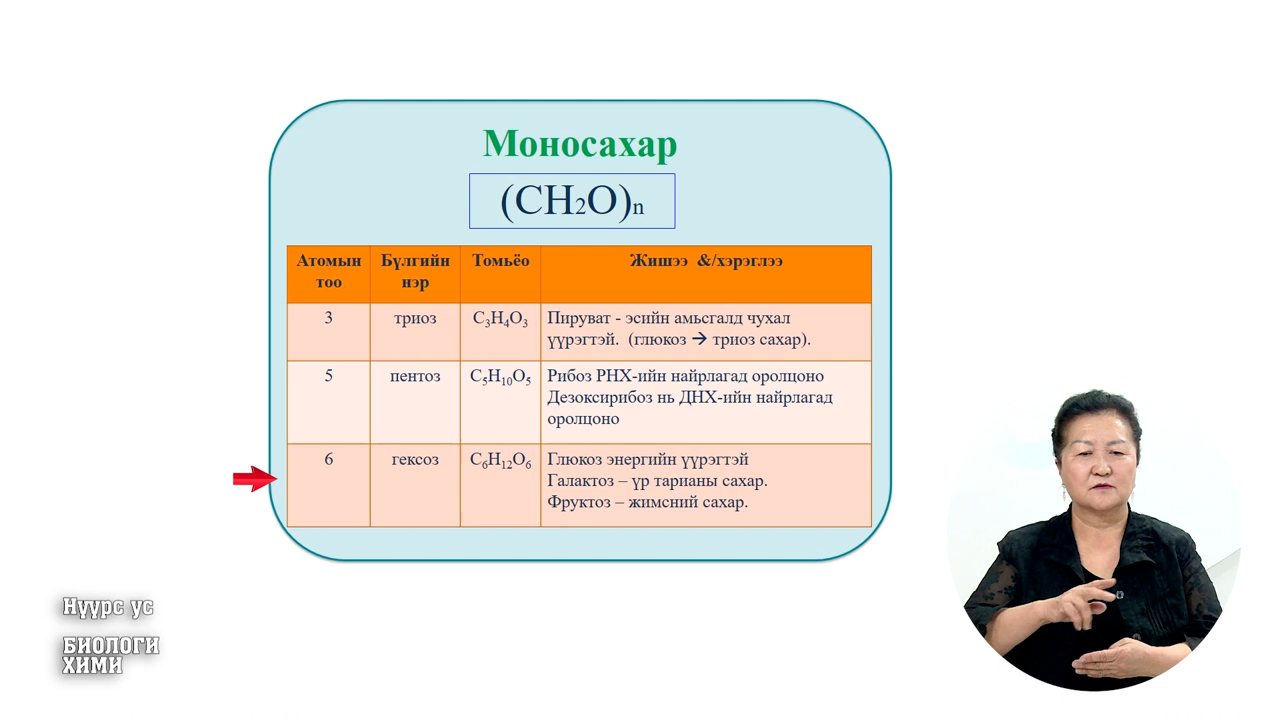 Моносахар
(CH₂O)n
Атомын тоо
Бүлгийн нэр
Томьёо
Жишээ &/хэрэглээ
3
триоз
C₃H₄O₃
Пируват - эсийн амьсгалд чухал
үүрэгтэй. (глюкоз → триоз сахар).
5
пентоз
C₅H₁₀O₅
Рибоз РНХ-ийн найрлагад оролцоно
Дезоксирибоз нь ДНХ-ийн найрлагад
оролцоно
6
гексоз
C₆H₁₂O₆
Глюкоз энергийн үүрэгтэй
Галактоз – үр тарианы сахар.
Фруктоз – жимсний сахар.
Нүүрс ус
БИОЛОГИ
ХИМИ